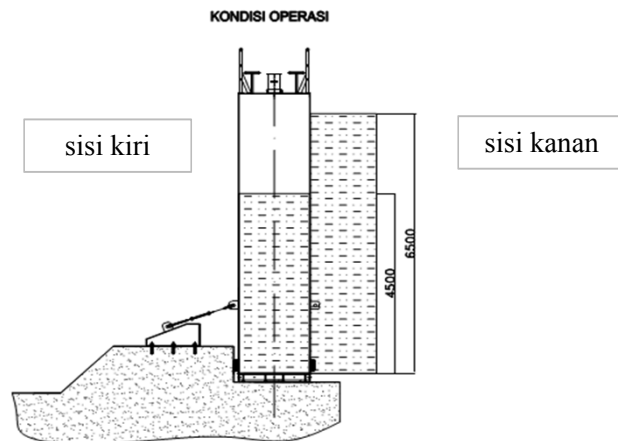 KONDISI OPERASI
sisi kiri
sisi kanan
4500
6500